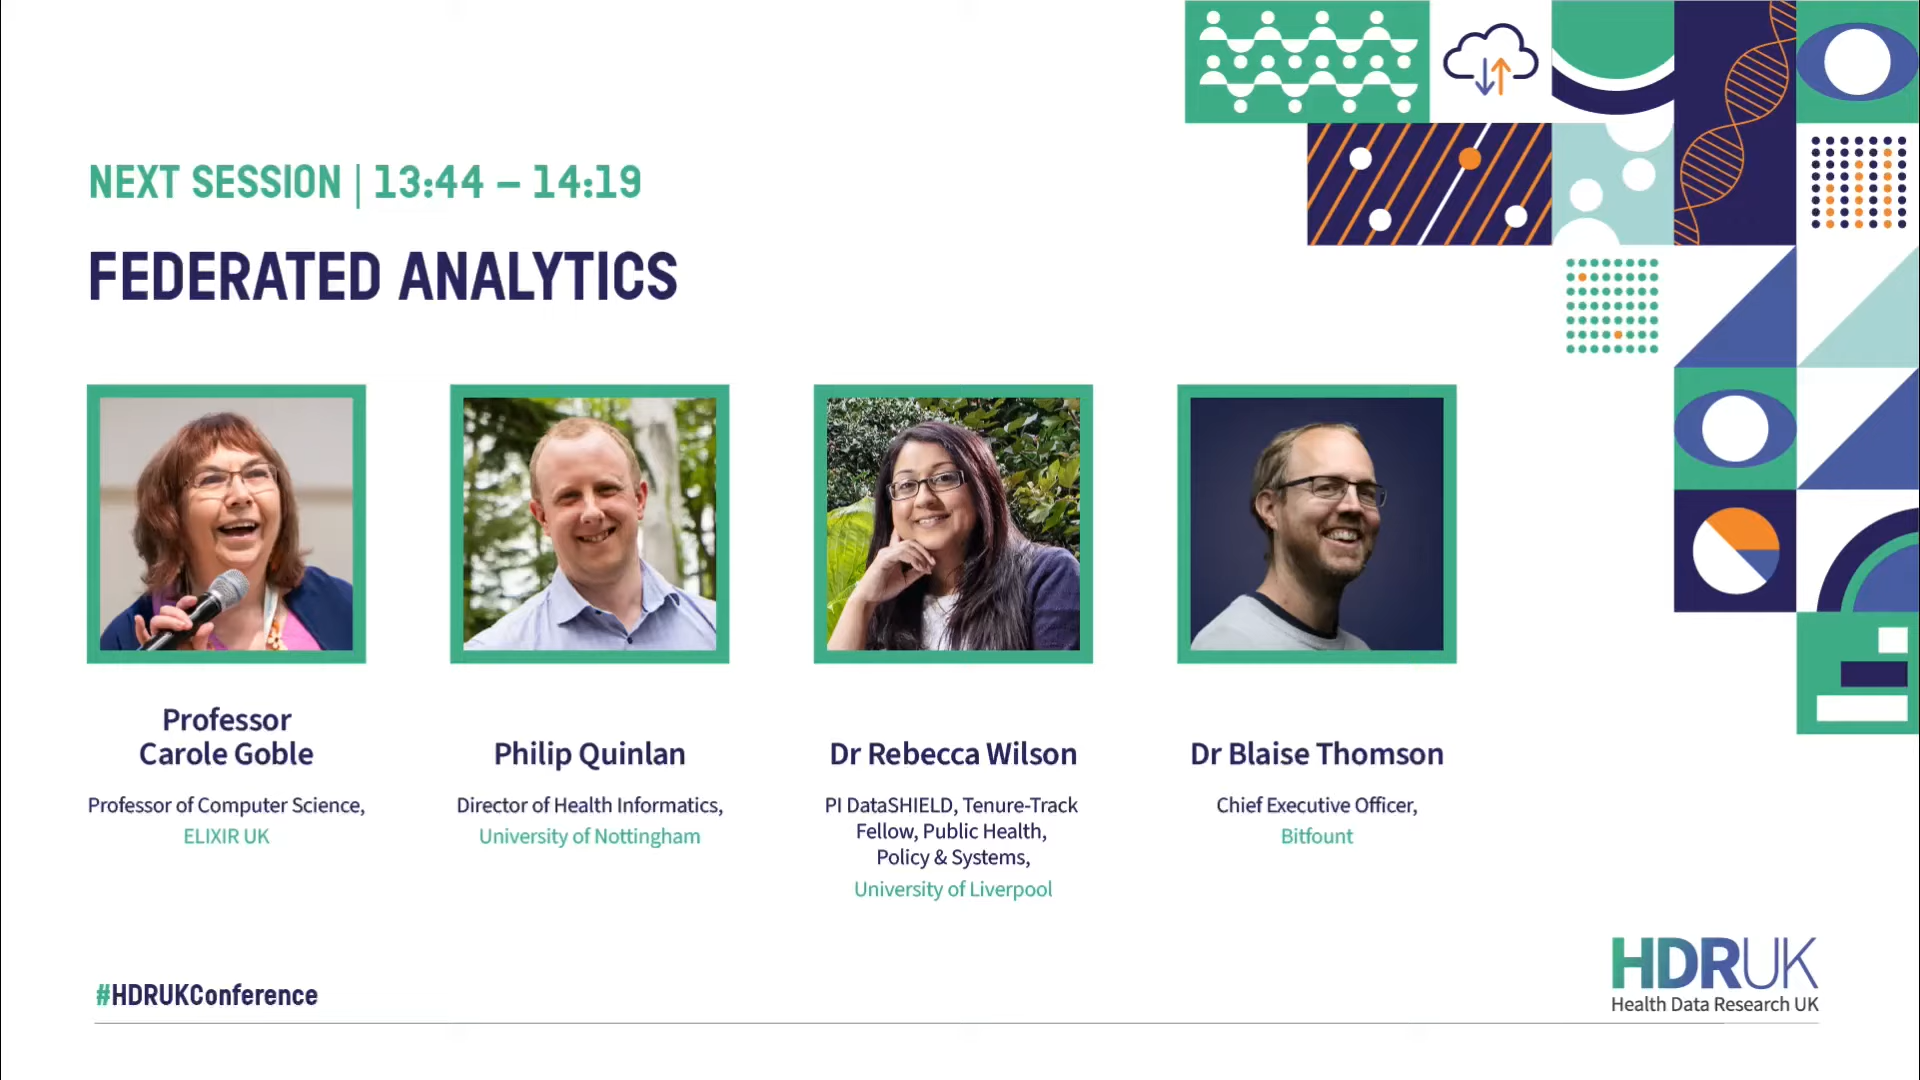 NEXT SESSION | 13:44 – 14:19
FEDERATED ANALYTICS
Professor
Carole Goble
Professor of Computer Science,
ELIXIR UK
Philip Quinlan
Director of Health Informatics,
University of Nottingham
Dr Rebecca Wilson
PI DataSHIELD, Tenure-Track
Fellow, Public Health,
Policy & Systems,
University of Liverpool
Dr Blaise Thomson
Chief Executive Officer,
Bitfount
#HDRUKConference
HDRUK
Health Data Research UK